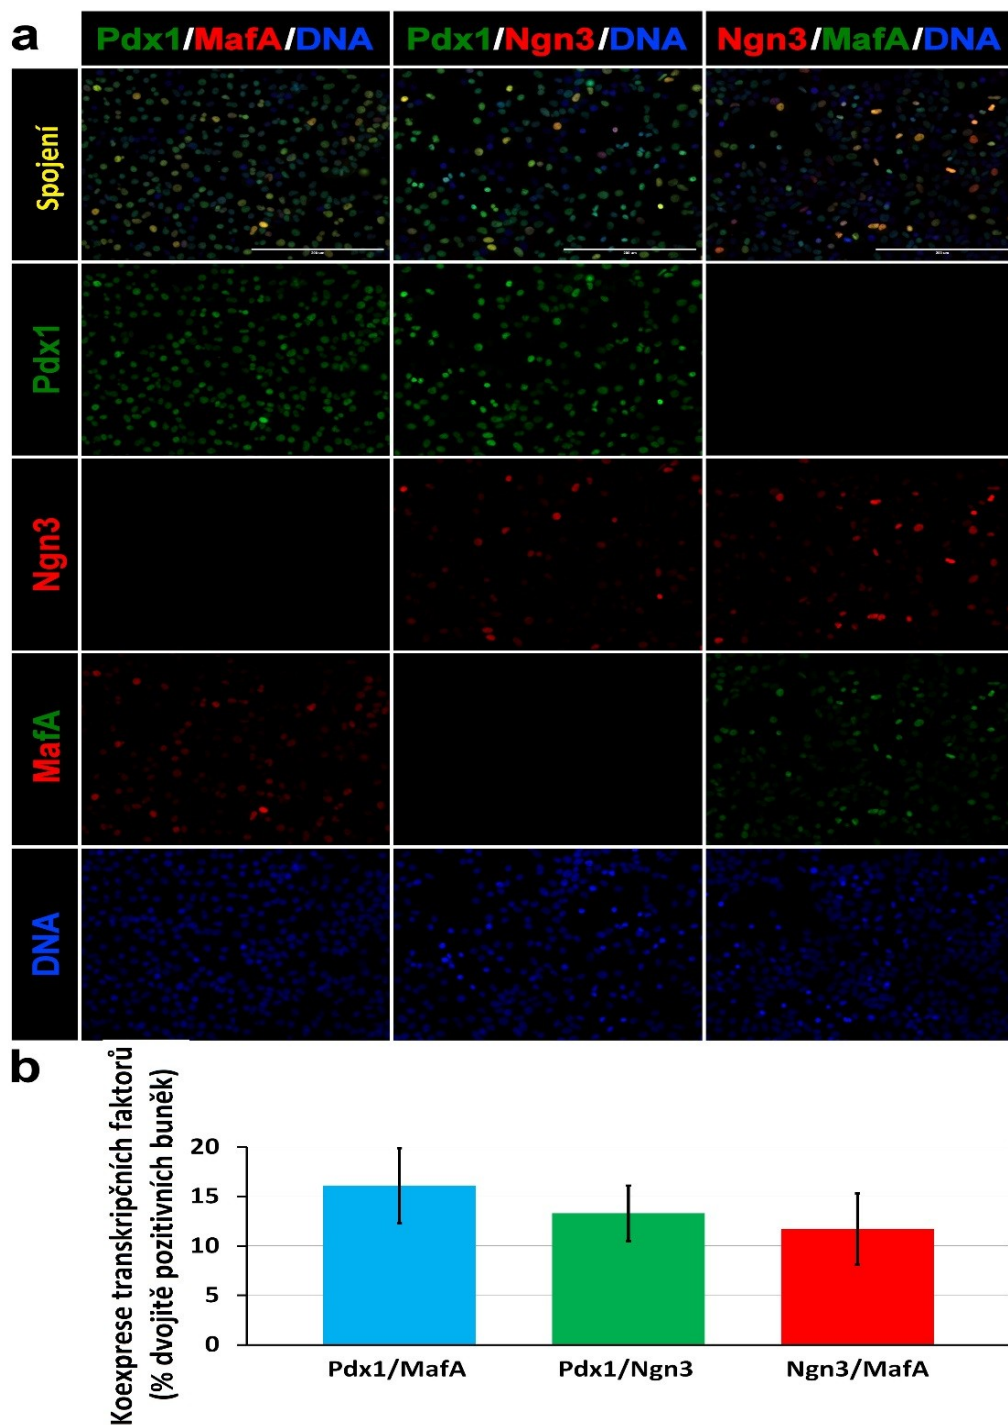 a
Pdx1/MafA/DNA
Pdx1/Ngn3/DNA
Ngn3/MafA/DNA
Spojení
Pdx1
Ngn3
MafA
DNA
b
Koexprese transkripčních faktorů
(% dvojitě pozitivních buněk)
20
15
10
5
0
Pdx1/MafA
Pdx1/Ngn3
Ngn3/MafA